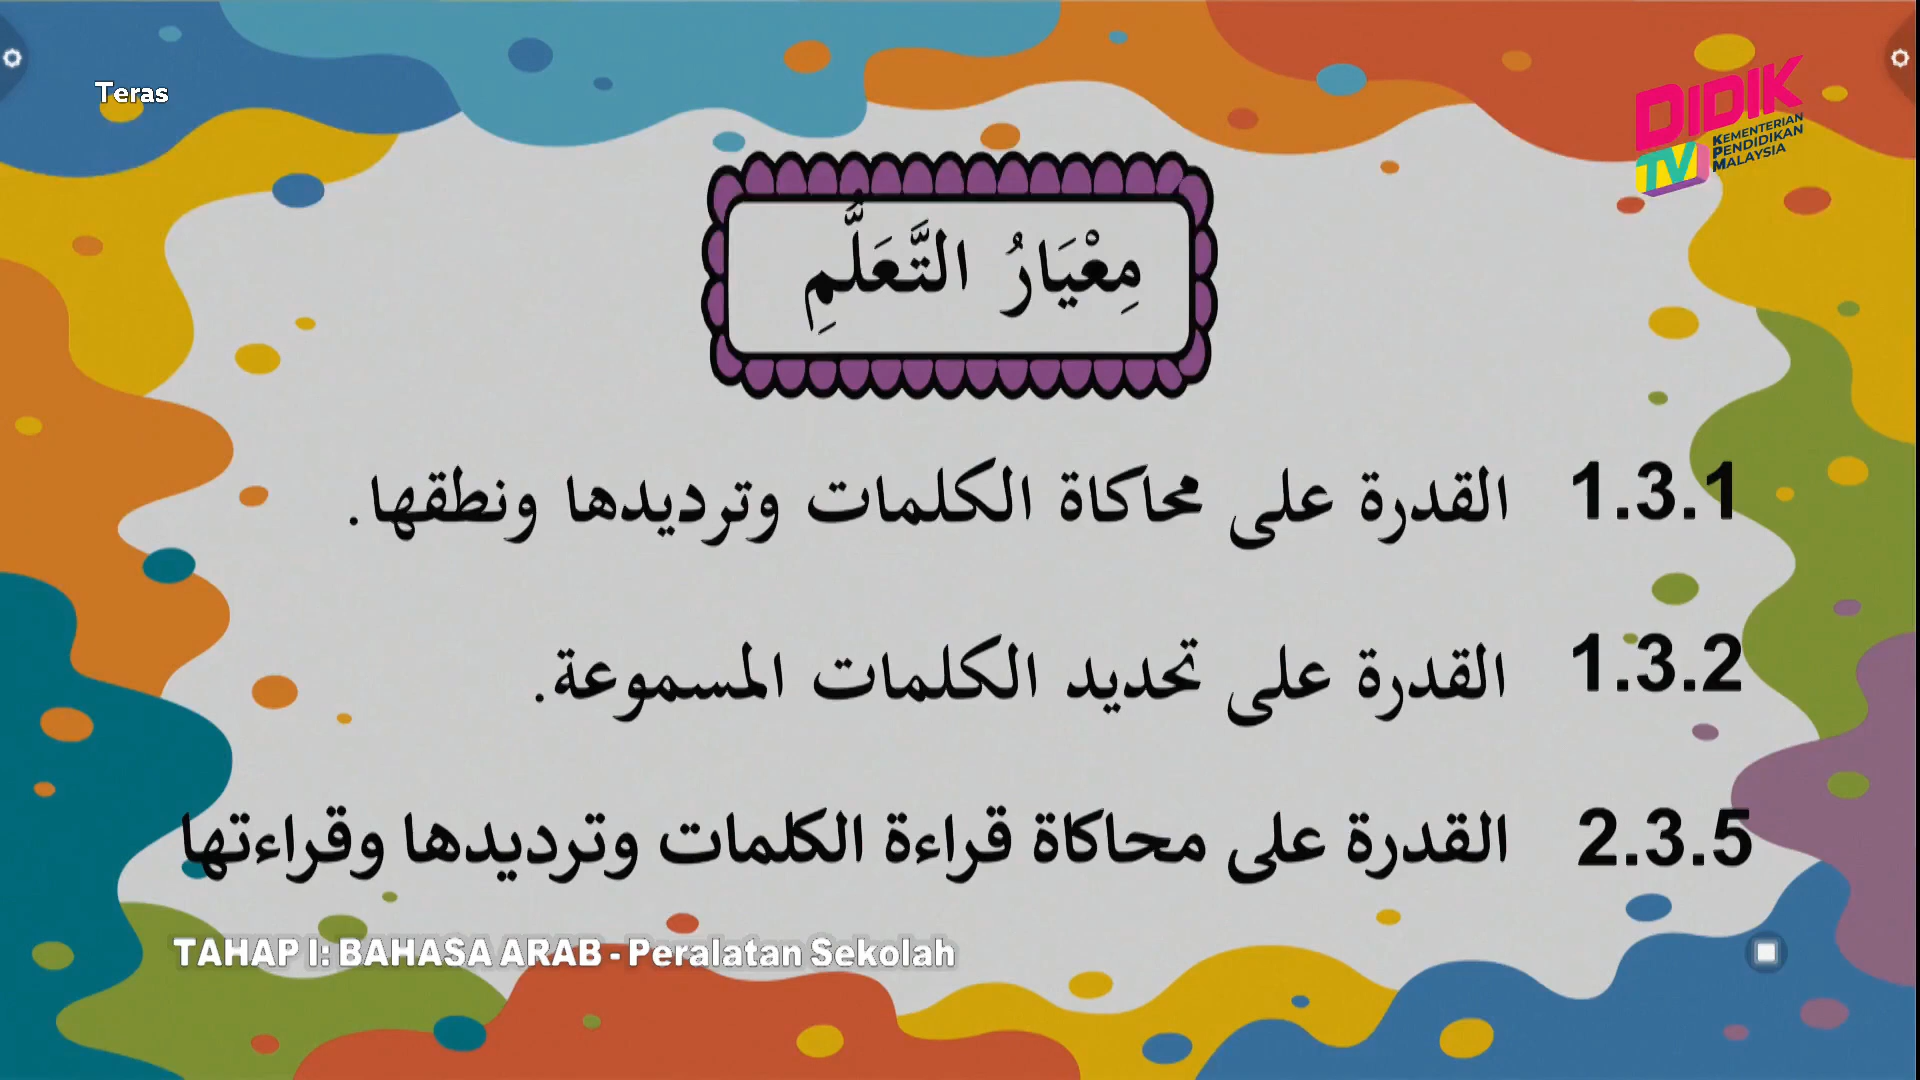 Teras
DIDIK
TV
KEMENTERIAN
PENDIDIKAN
MALAYSIA
مِعْيَارُ التَّعَلُّمِ
1.3.1 القدرة على محاكاة الكلمات وترديدها ونطقها.
1.3.2 القدرة على تحديد الكلمات المسموعة.
2.3.5 القدرة على محاكاة قراءة الكلمات وترديدها وقراءتها
TAHAP I: BAHASA ARAB - Peralatan Sekolah